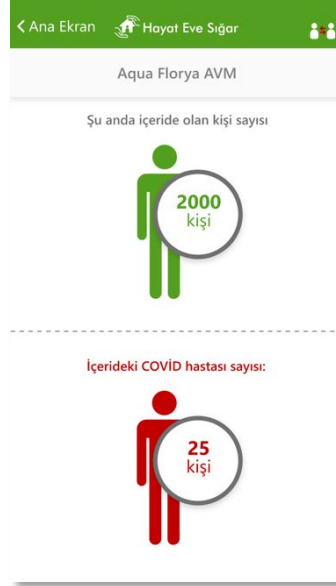 Ana Ekran
Hayat Eve Sığar
Aqua Florya AVM
Şu anda içeride olan kişi sayısı
2000
kişi
İçerideki COVİD hastası sayısı:
25
kişi